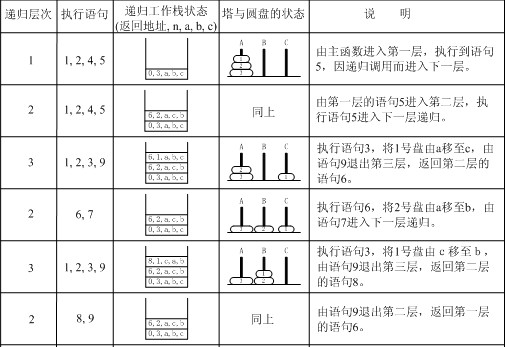 递归层次 执行语句 递归工作栈状态 塔与圆盘的状态 说 明
(返回地址, n, a, b, c)
1 1, 2, 4, 5
0, 3, a, b, c
A B C
1
2
3
由主函数进入第一层，执行到语句
5，因递归调用而进入下一层。
2 1, 2, 4, 5
6, 2, a, c, b
0, 3, a, b, c
同上
由第一层的语句5进入第二层，执
行语句5进入下一层递归。
3 1, 2, 3, 9
6, 1, a, b, c
6, 2, a, c, b
0, 3, a, b, c
A B C
2
3 1
执行语句3，将1号盘由a移至c，由
语句9退出第三层，返回第二层的
语句6。
2 6, 7
6, 2, a, c, b
0, 3, a, b, c
A B C
3 2 1
执行语句6，将2号盘由a移至b，由
语句7进入下一层递归。
3 1, 2, 3, 9
8, 1, c, a, b
6, 2, a, c, b
0, 3, a, b, c
A B C
1
3 2
执行语句3，将1号盘由 c 移至 b，
由语句9退出第三层，返回第二层
的语句8。
2 8, 9
6, 2, a, c, b
0, 3, a, b, c
同上
由语句9退出第二层，返回第一层
的语句6。